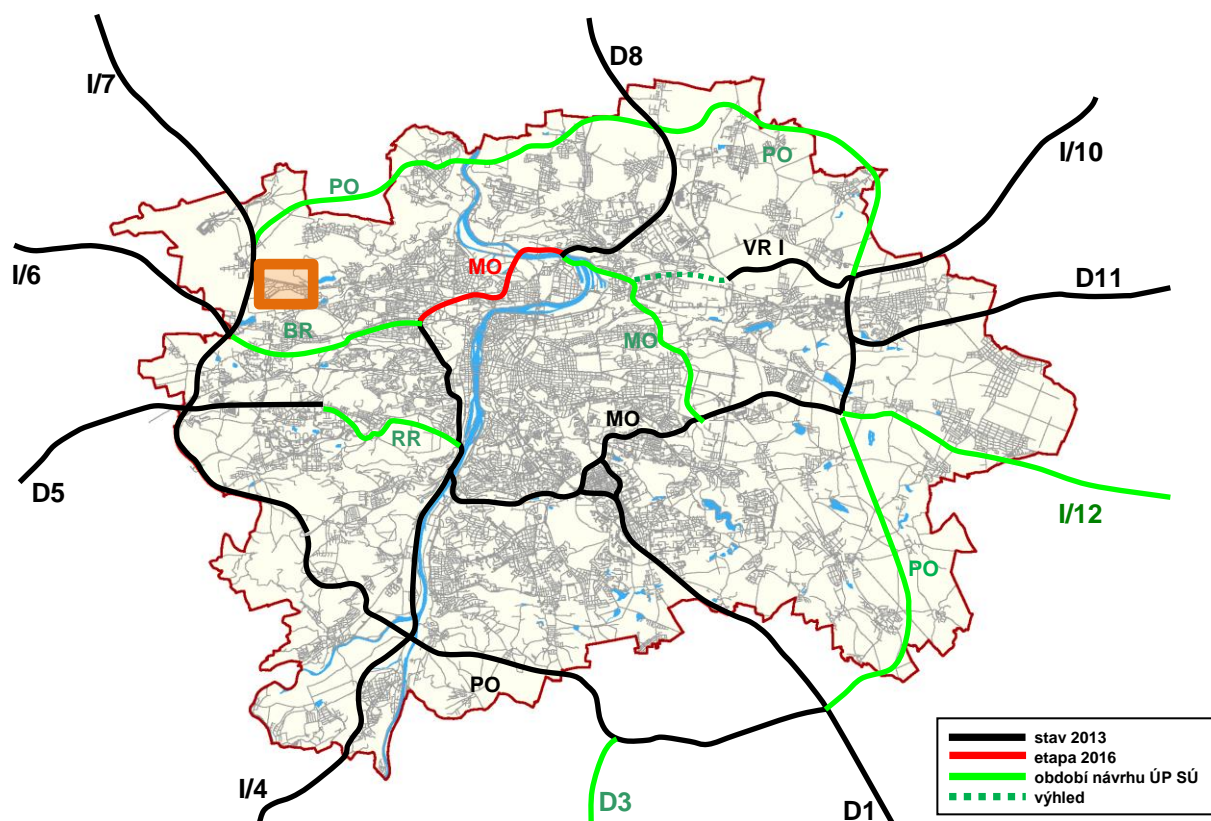 D8
I/7
I/10
PO
PO
VR I
I/6
MO
D11
BR
MO
MO
RR
D5
I/12
PO
PO
I/4
D3
D1
stav 2013
etapa 2016
období návrhu ÚP SÚ
výhled